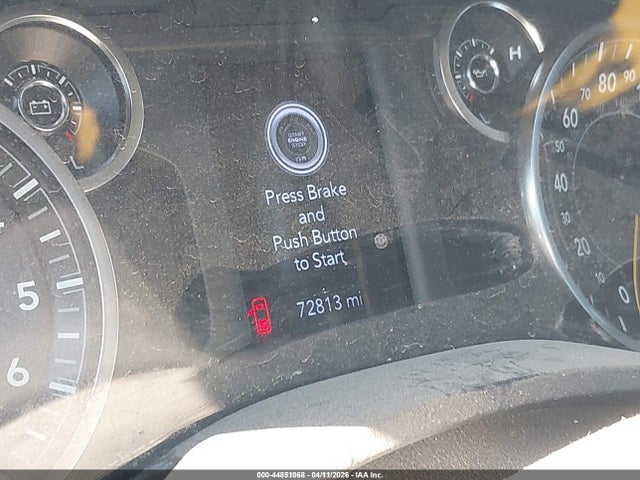 H
START
ENGINE
STOP
Press Brake
and
Push Button
to Start
72813 mi
L
L
5
6
0
10
20
40
50
60
70
80
90
000-44851068 - 04/11/2026 - IAA Inc.